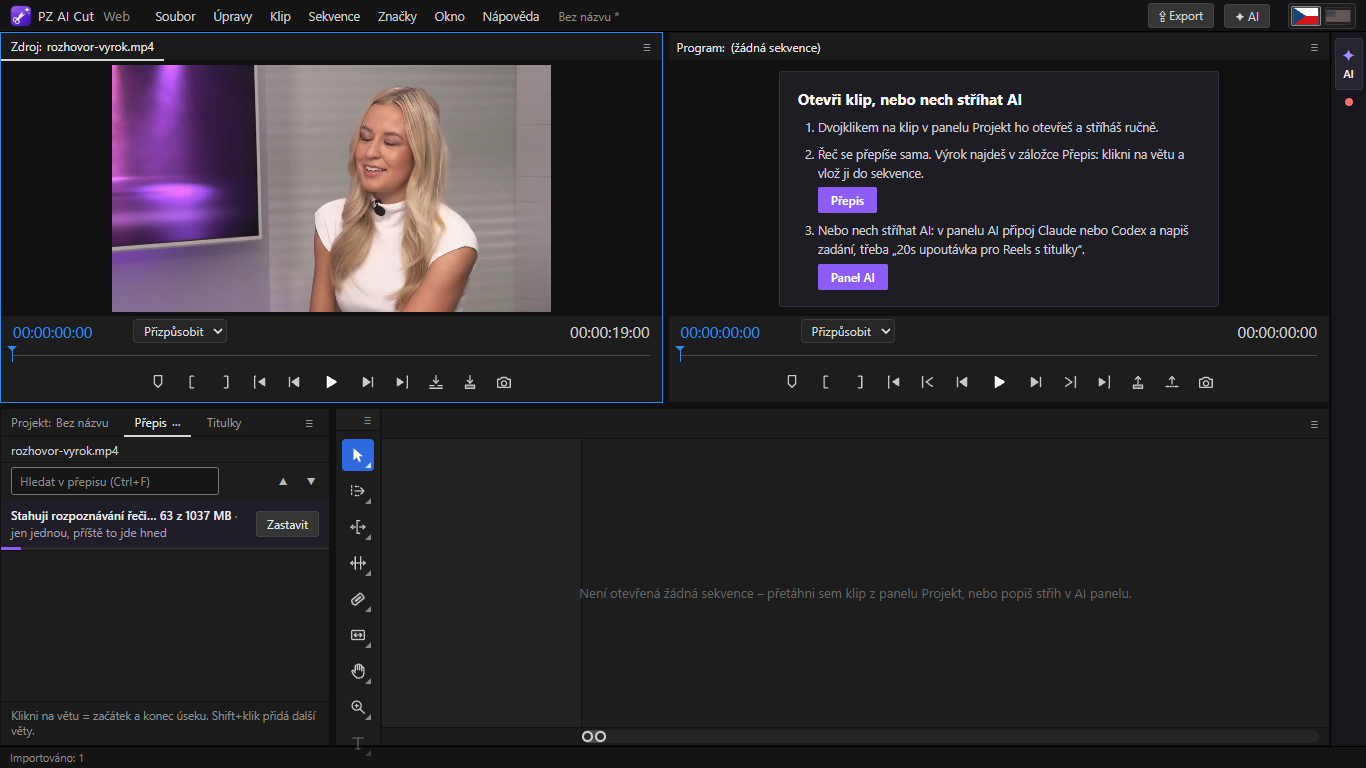 PZ AI Cut Web Soubor Úpravy Klip Sekvence Značky Okno Nápověda Bez názvu * Export AI
Zdroj: rozhovor-vyrok.mp4
Program: (žádná sekvence)
AI
Otevři klip, nebo nech stříhat AI
1. Dvojklikem na klip v panelu Projekt ho otevřeš a stříháš ručně.
2. Řeč se přepíše sama. Výrok najdeš v záložce Přepis: klikni na větu a
vlož ji do sekvence.
Přepis
3. Nebo nech stříhat AI: v panelu AI připoj Claude nebo Codex a napiš
zadání, třeba „20s upoutávka pro Reels s titulky“.
Panel AI
00:00:00:00 Přizpůsobit 00:00:19:00
00:00:00:00 Přizpůsobit 00:00:00:00
Projekt: Bez názvu Přepis ... Titulky
rozhovor-vyrok.mp4
Hledat v přepisu (Ctrl+F)
Stahuji rozpoznávání řeči... 63 z 1037 MB ·
jen jednou, příště to jde hned
Zastavit
Není otevřená žádná sekvence – přetáhni sem klip z panelu Projekt, nebo popiš střih v AI panelu.
Klikni na větu = začátek a konec úseku. Shift+klik přidá další
věty.
Importováno: 1